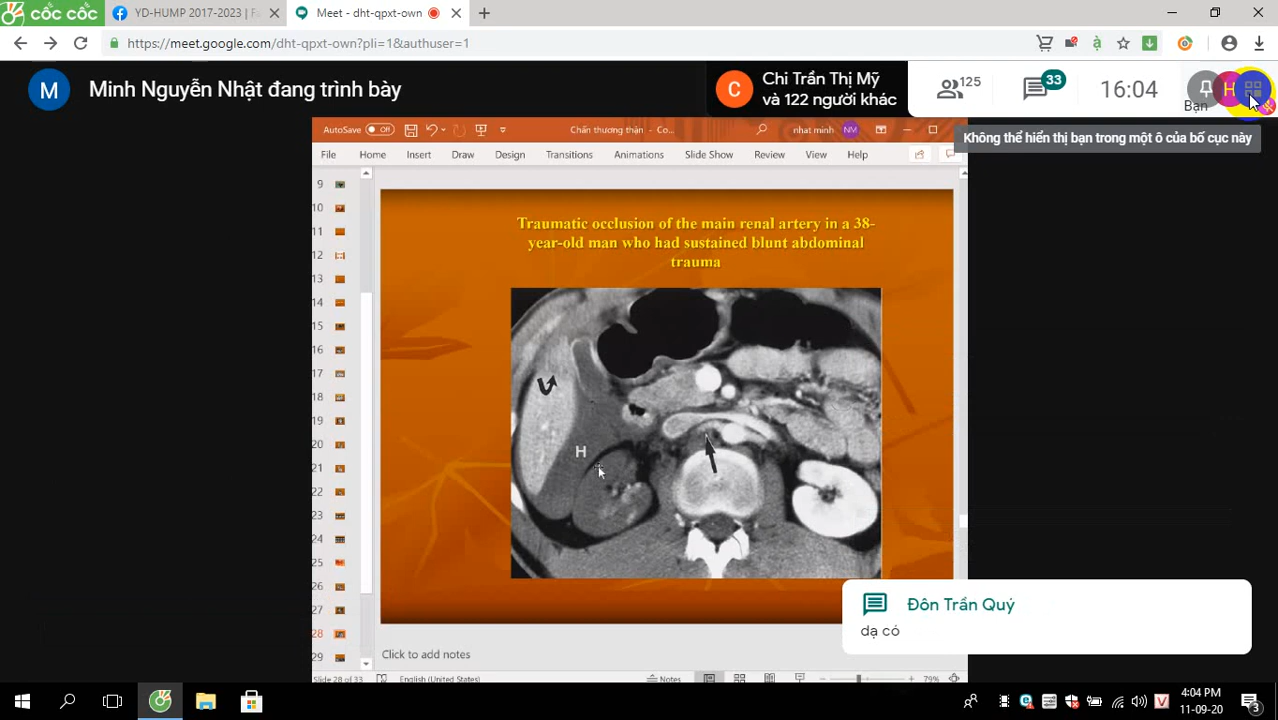 cốc cốc
YD-HUMP 2017-2023 | Fa
Meet - dht-qpxt-own
https://meet.google.com/dht-qpxt-own?pli=1&authuser=1
M
Minh Nguyễn Nhật đang trình bày
C
Chi Trần Thị Mỹ
và 122 người khác
125
33
16:04
H
Bạn
Không thể hiển thị bạn trong một ô của bố cục này
AutoSave Off
Chấn thương thận - Co...
nhat minh
NM
File Home Insert Draw Design Transitions Animations Slide Show Review View Help
9
10
11
12
13
14
15
16
17
18
19
20
21
22
23
24
25
26
27
28
29
Traumatic occlusion of the main renal artery in a 38-
year-old man who had sustained blunt abdominal
trauma
H
Đôn Trần Quý
dạ có
Click to add notes
Slide 28 of 33
English (United States)
Notes
79%
4:04 PM
11-09-20
V
3